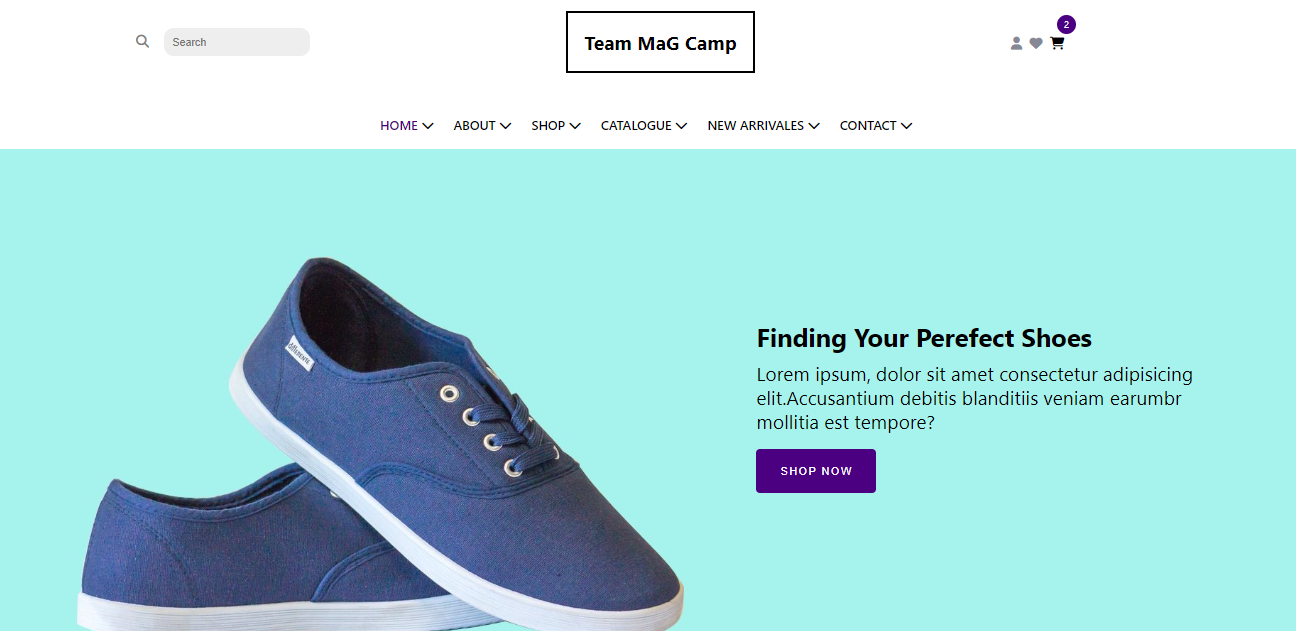 Search
Team MaG Camp
2
HOME
ABOUT
SHOP
CATALOGUE
NEW ARRIVALES
CONTACT
Finding Your Perefect Shoes
Lorem ipsum, dolor sit amet consectetur adipisicing
elit.Accusantium debitis blanditiis veniam earumbr
mollitia est tempore?
SHOP NOW